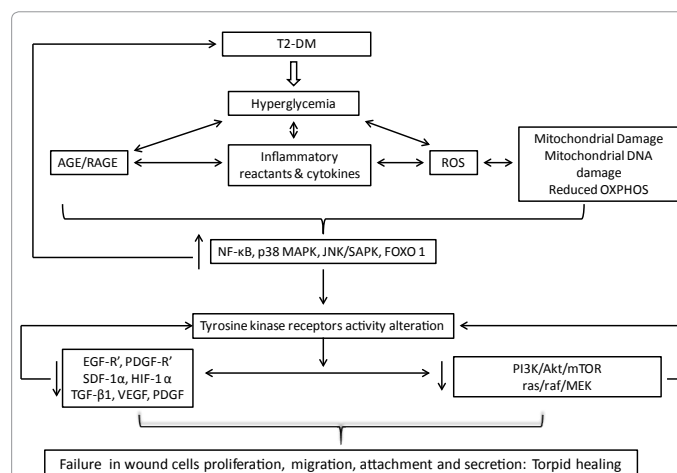 T2-DM
Hyperglycemia
AGE/RAGE
Inflammatory
reactants & cytokines
ROS
Mitochondrial Damage
Mitochondrial DNA
damage
Reduced OXPHOS
NF-κB, p38 MAPK, JNK/SAPK, FOXO 1
Tyrosine kinase receptors activity alteration
EGF-R', PDGF-R'
SDF-1α, HIF-1 α
TGF-β1, VEGF, PDGF
PI3K/Akt/mTOR
ras/raf/MEK
Failure in wound cells proliferation, migration, attachment and secretion: Torpid healing